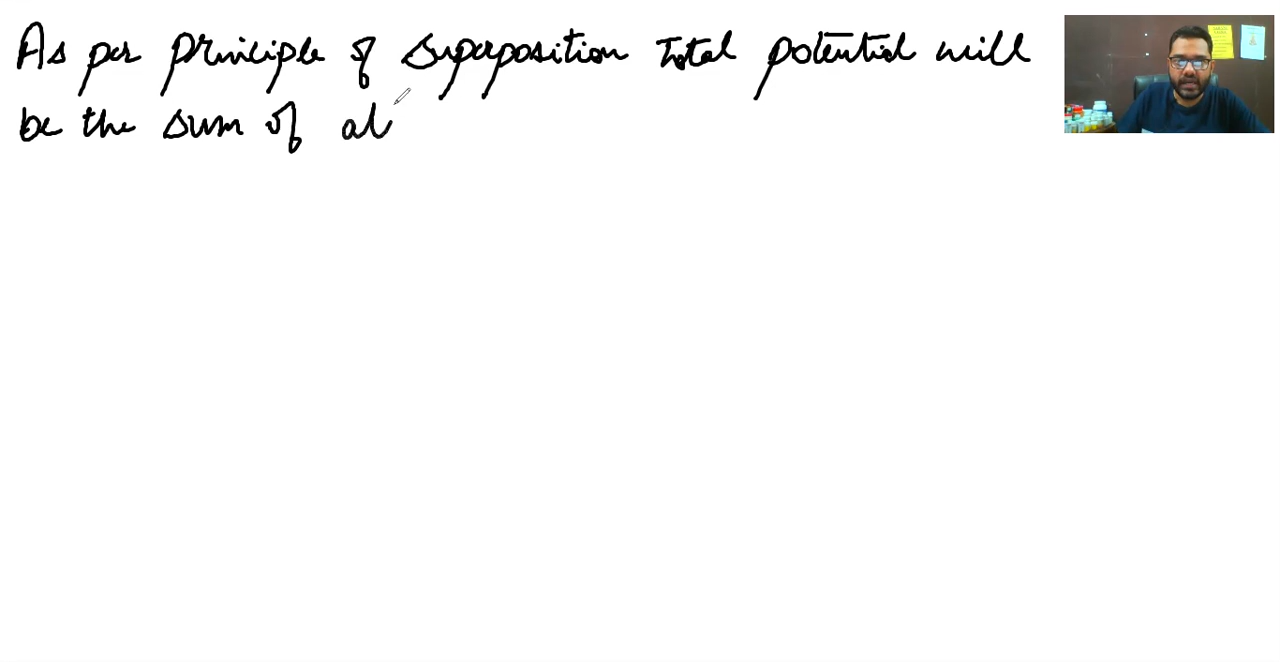 As per principle of superposition total potential will
be the sum of al